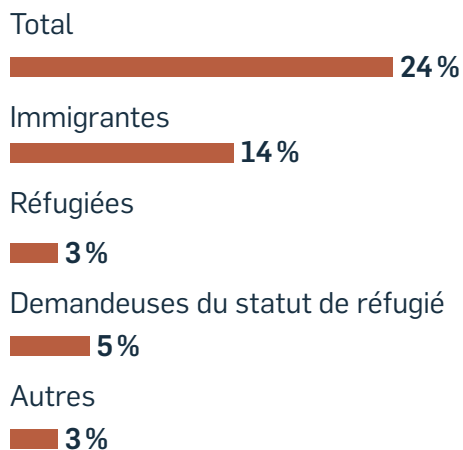 Total
24 %
Immigrantes
14 %
Réfugiées
3 %
Demandeuses du statut de réfugié
5 %
Autres
3 %